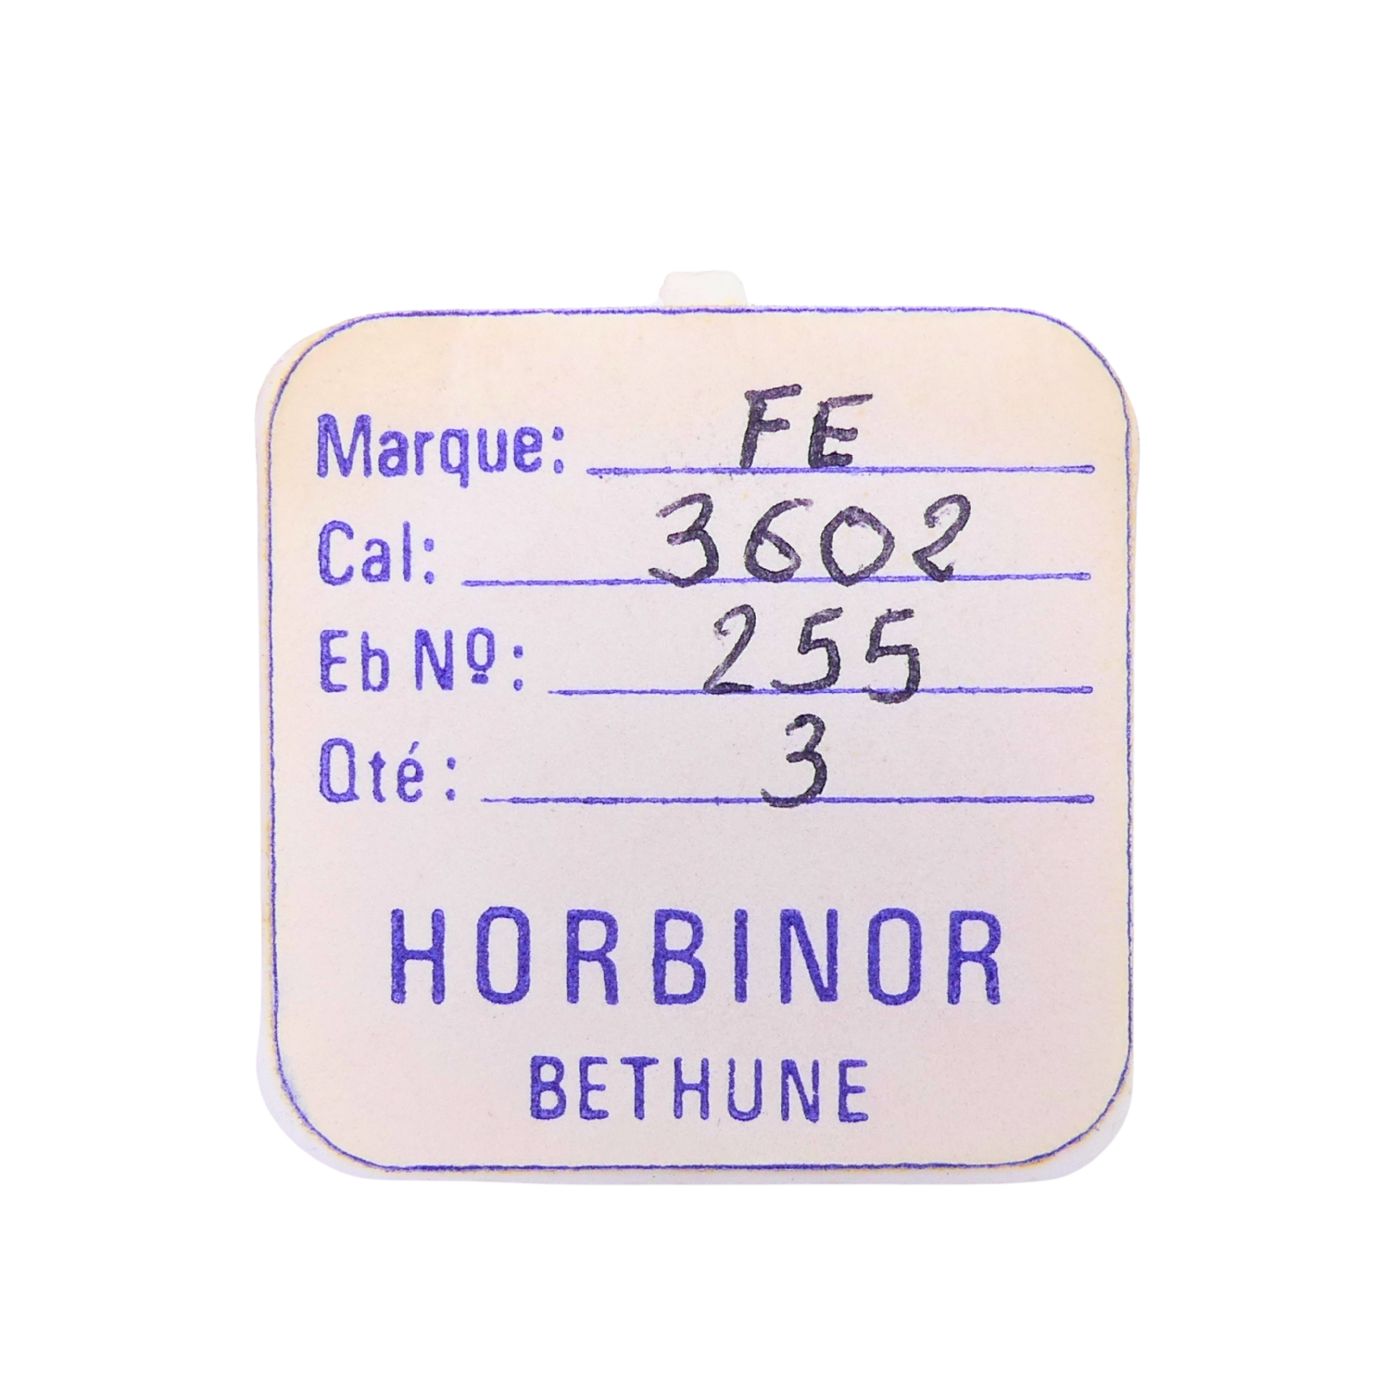 Marque: FE
Cal: 3602
Eb Nº: 255
Qté: 3
HORBINOR
BETHUNE